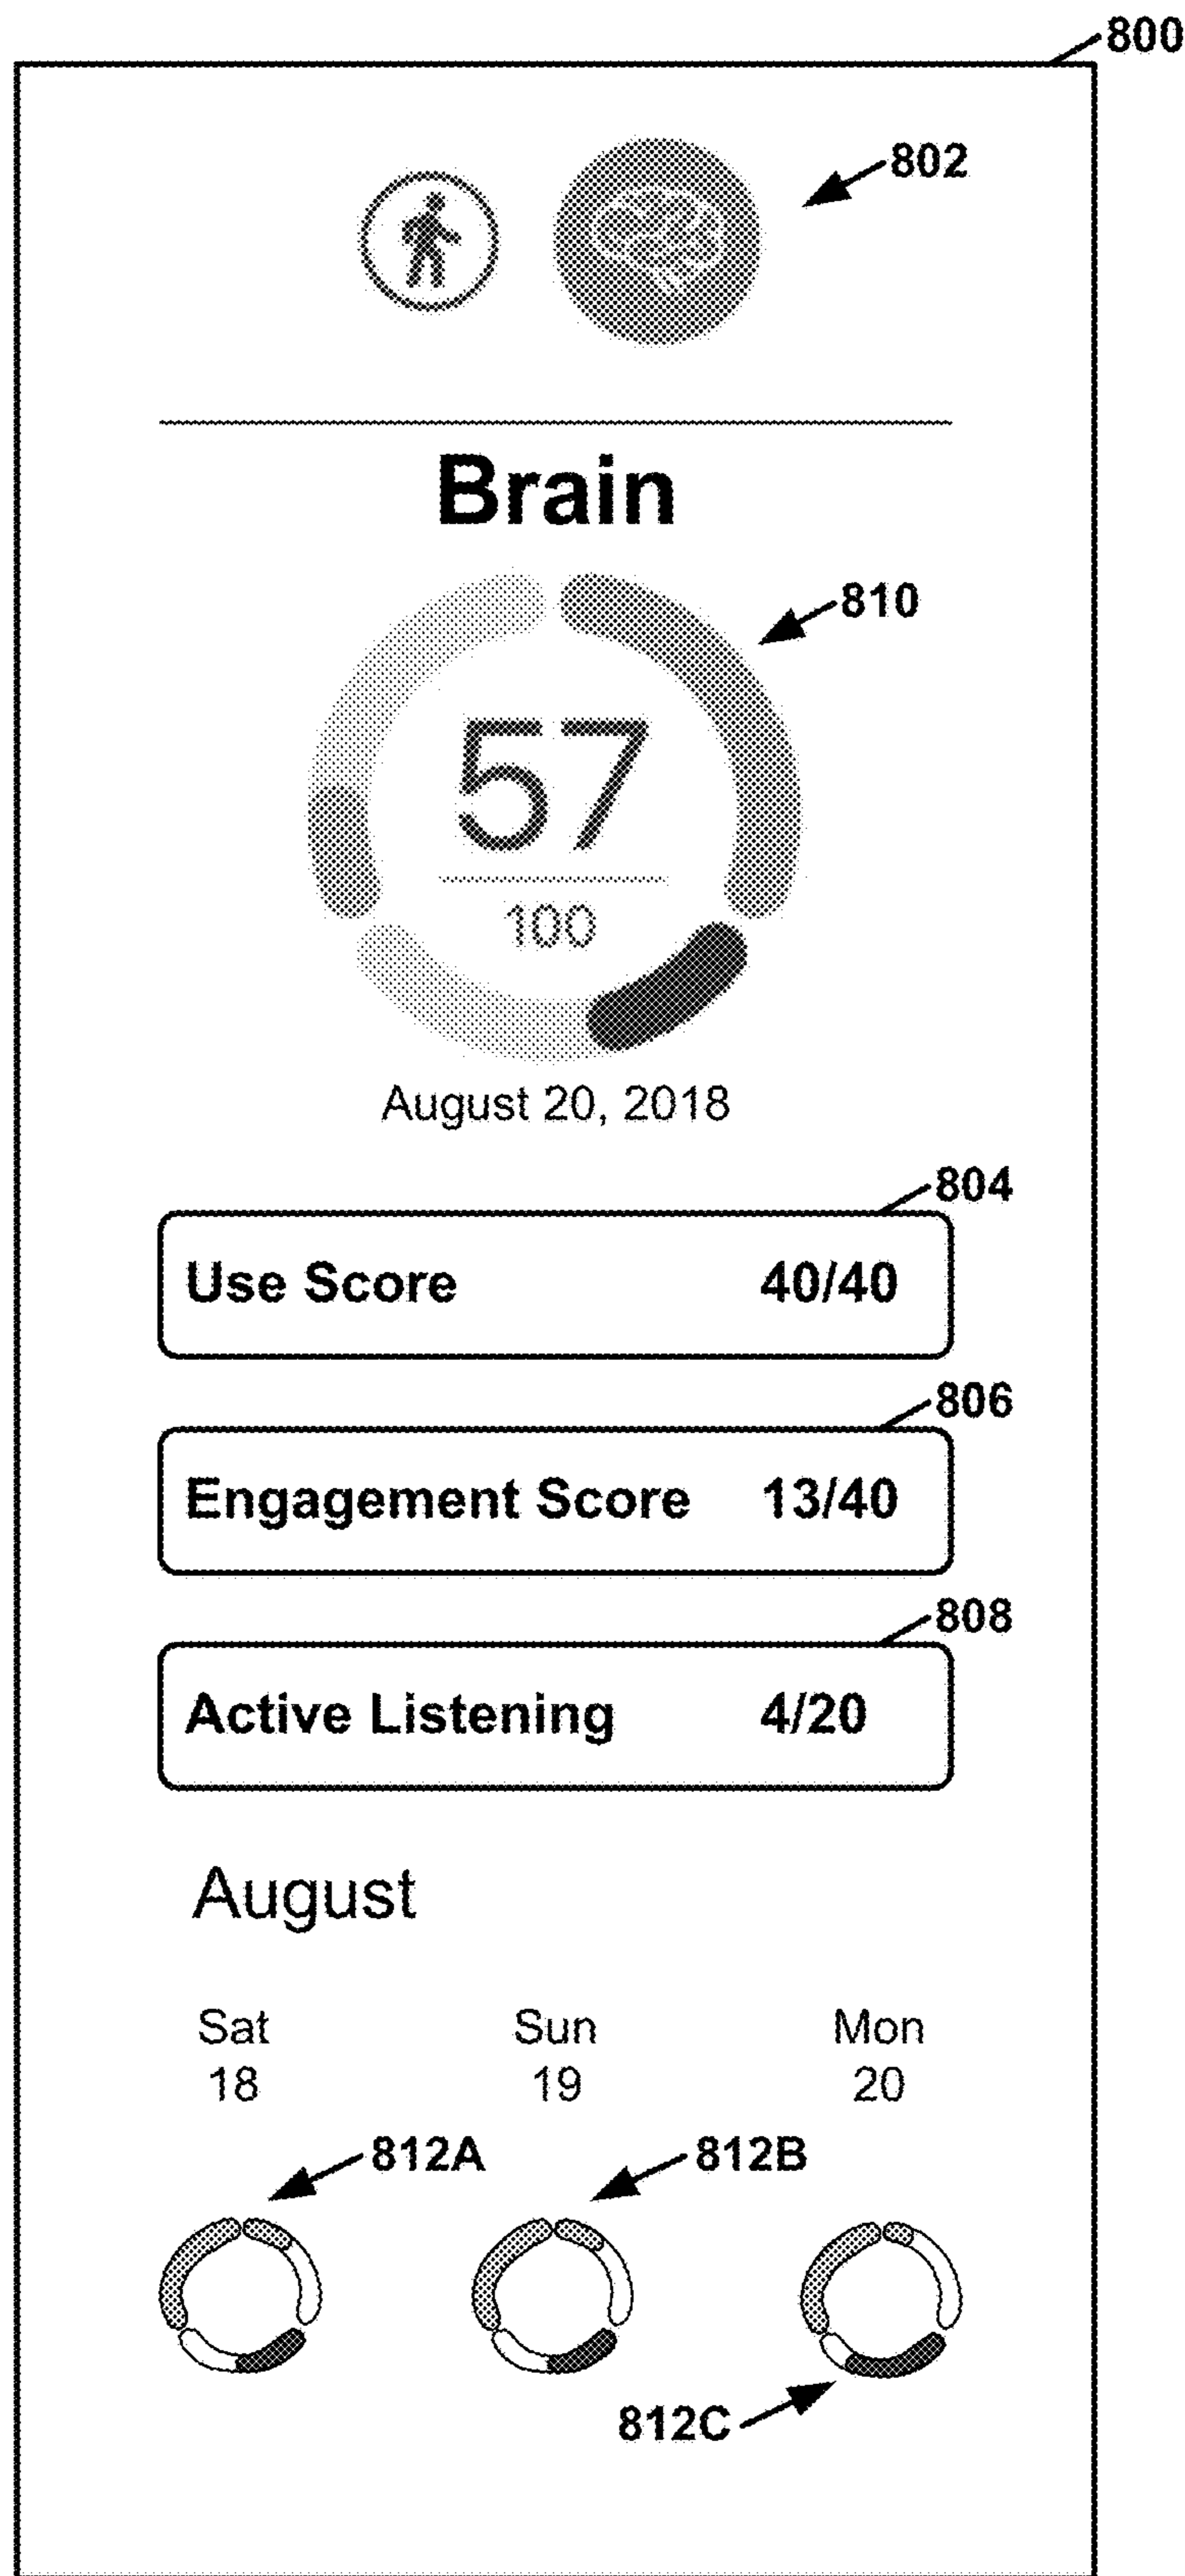 800
802
Brain
810
57
100
August 20, 2018
804
Use Score 40/40
806
Engagement Score 13/40
808
Active Listening 4/20
August
Sat Sun Mon
18 19 20
812A 812B
812C